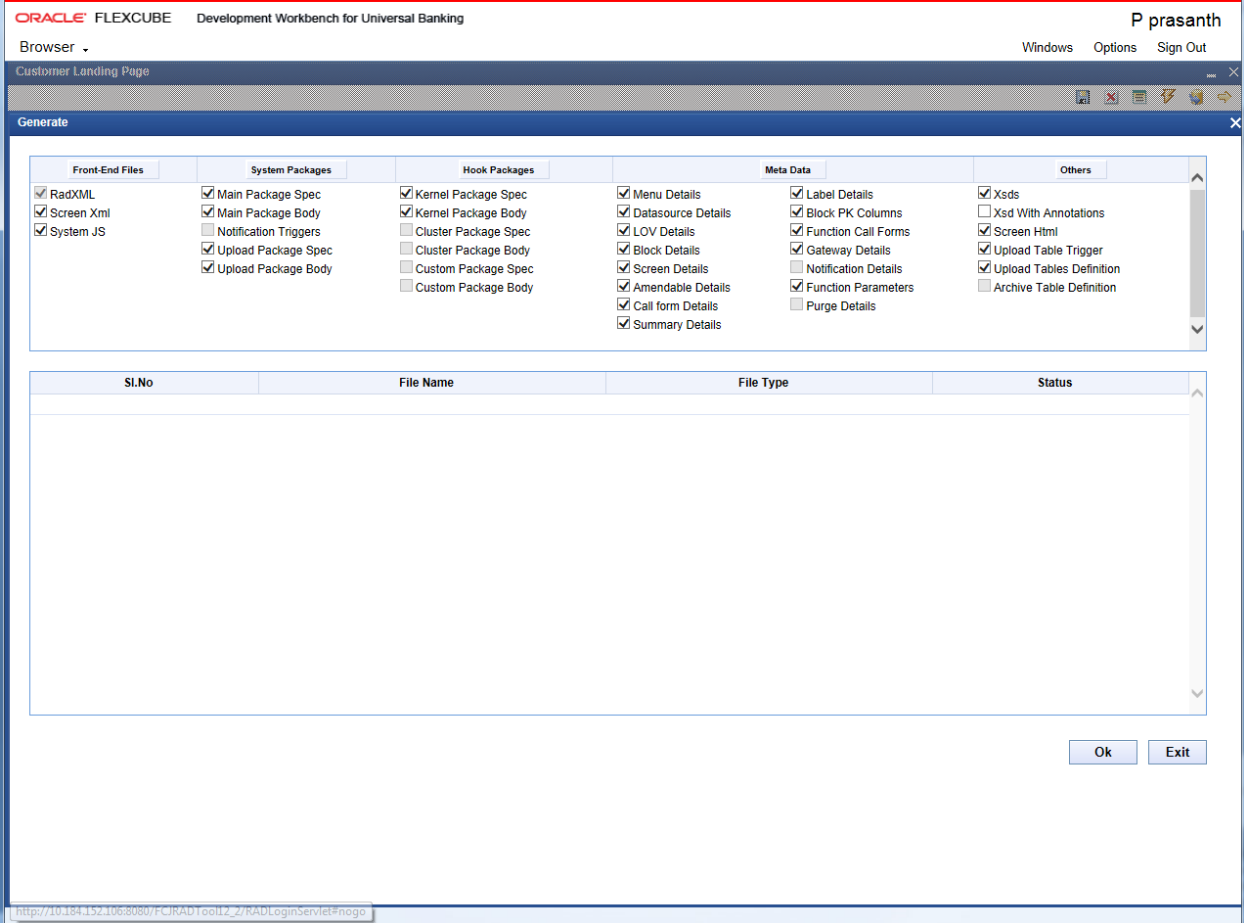 ORACLE® FLEXCUBE Development Workbench for Universal Banking
P prasanth
Browser
Windows Options Sign Out
Customer Landing Page
Generate
Front-End Files System Packages Hook Packages Meta Data Others
RadXML Main Package Spec Kernel Package Spec Menu Details Label Details Xsds
Screen Xml Main Package Body Kernel Package Body Datasource Details Block PK Columns Xsd With Annotations
System JS Notification Triggers Cluster Package Spec LOV Details Function Call Forms Screen Html
Upload Package Spec Cluster Package Body Block Details Gateway Details Upload Table Trigger
Upload Package Body Custom Package Spec Screen Details Notification Details Upload Tables Definition
Custom Package Body Amendable Details Function Parameters Archive Table Definition
Call form Details Purge Details
Summary Details
Sl.No File Name File Type Status
Ok Exit
http://10.184.152.106:8080/FCJRADTool12_2/RADLoginServlet#nogo